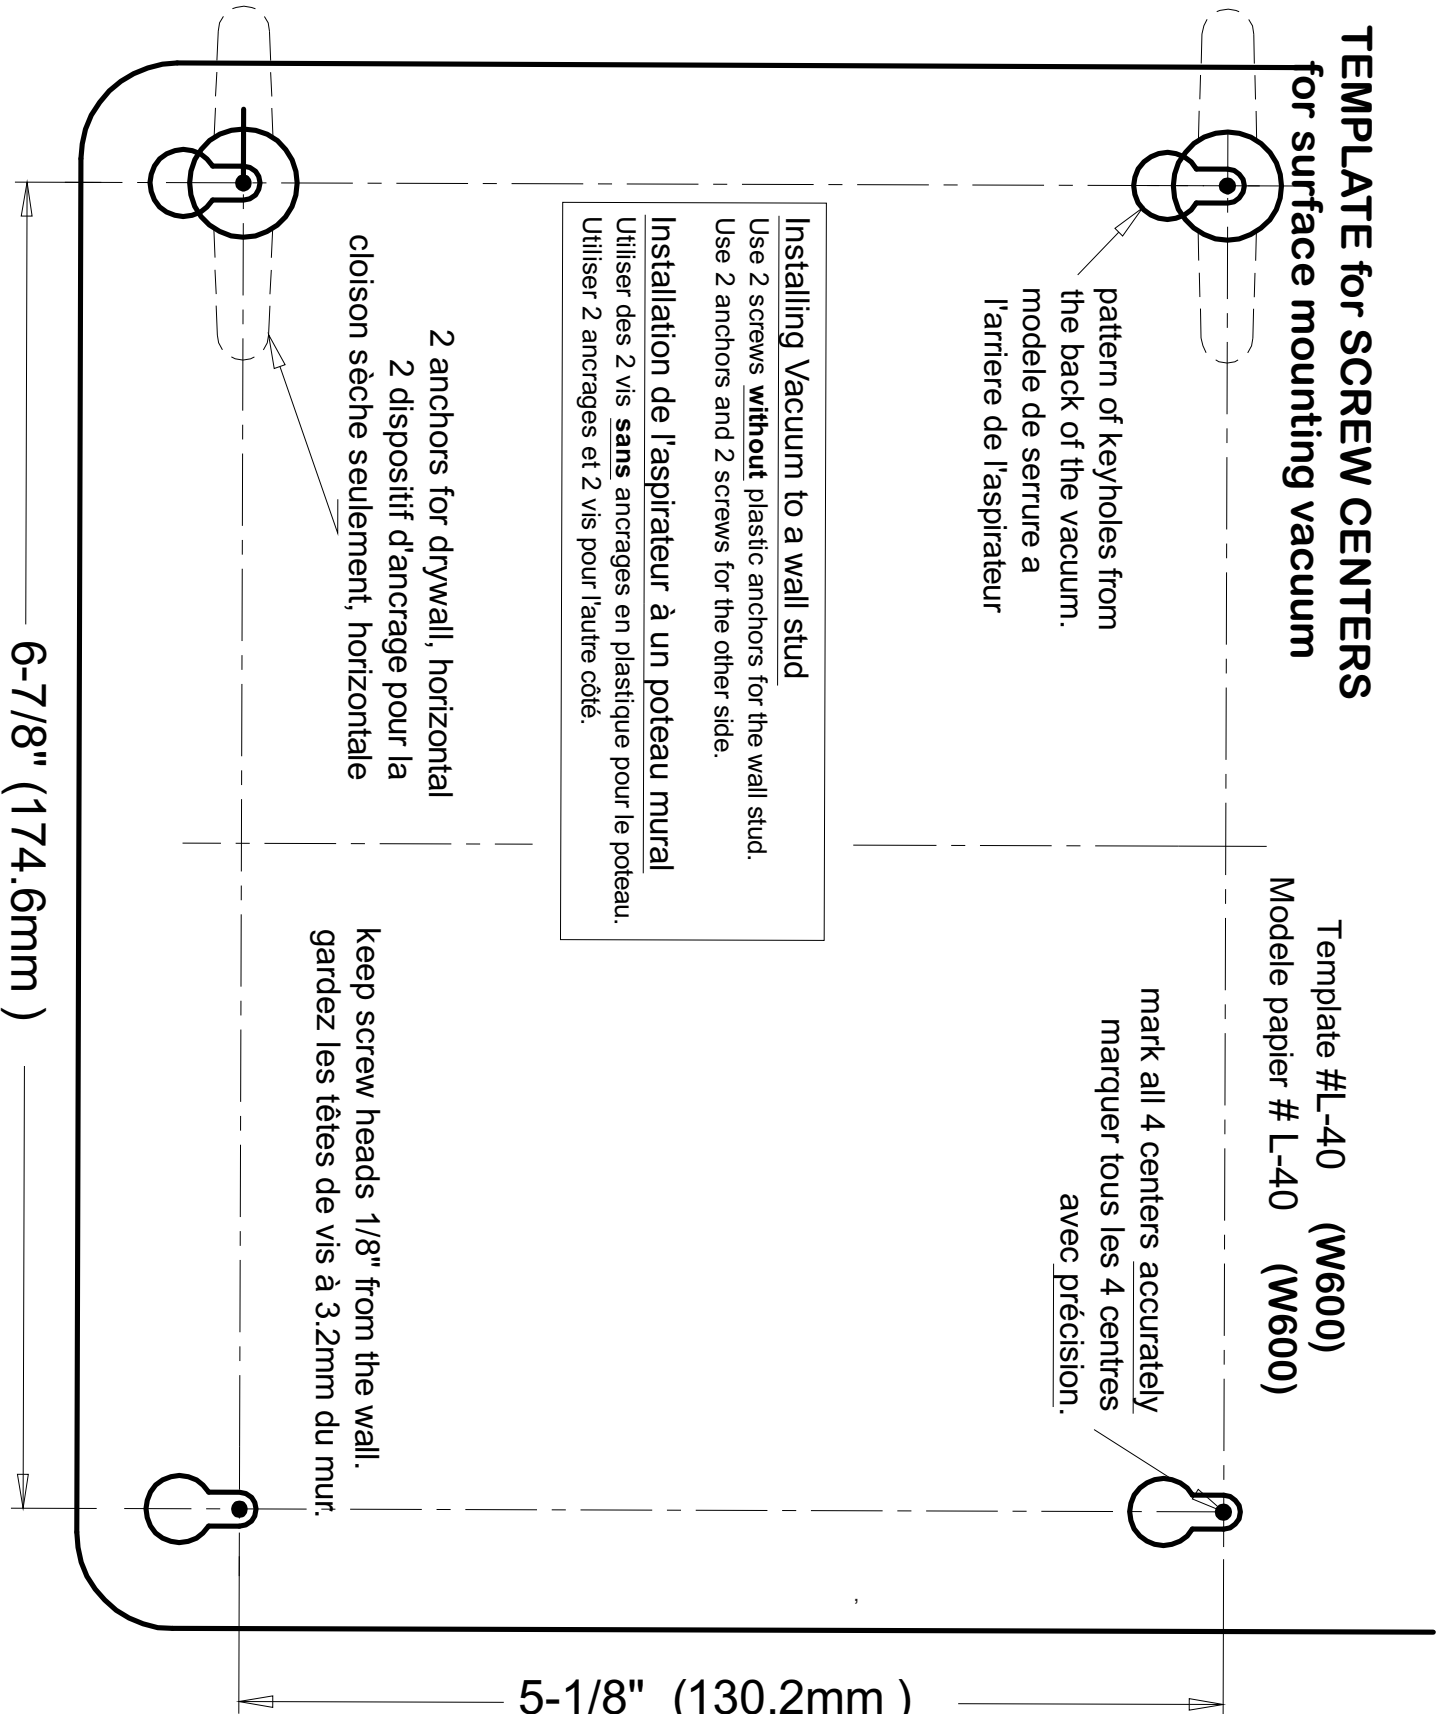 TEMPLATE for SCREW CENTERS
for surface mounting vacuum
Template #L-40 (W600)
Modele papier # L-40 (W600)
pattern of keyholes from
the back of the vacuum.
modele de serrure a
l'arriere de l'aspirateur
mark all 4 centers accurately
marquer tous les 4 centres
avec précision.
Installing Vacuum to a wall stud
Use 2 screws without plastic anchors for the wall stud.
Use 2 anchors and 2 screws for the other side.
Installation de l'aspirateur à un poteau mural
Utiliser des 2 vis sans ancrages en plastique pour le poteau.
Utiliser 2 ancrages et 2 vis pour l'autre côté.
2 anchors for drywall, horizontal
2 dispositif d'ancrage pour la
cloison sèche seulement, horizontale
keep screw heads 1/8" from the wall.
gardez les têtes de vis à 3.2mm du mur.
6-7/8" (174.6mm )
5-1/8" (130.2mm )
,